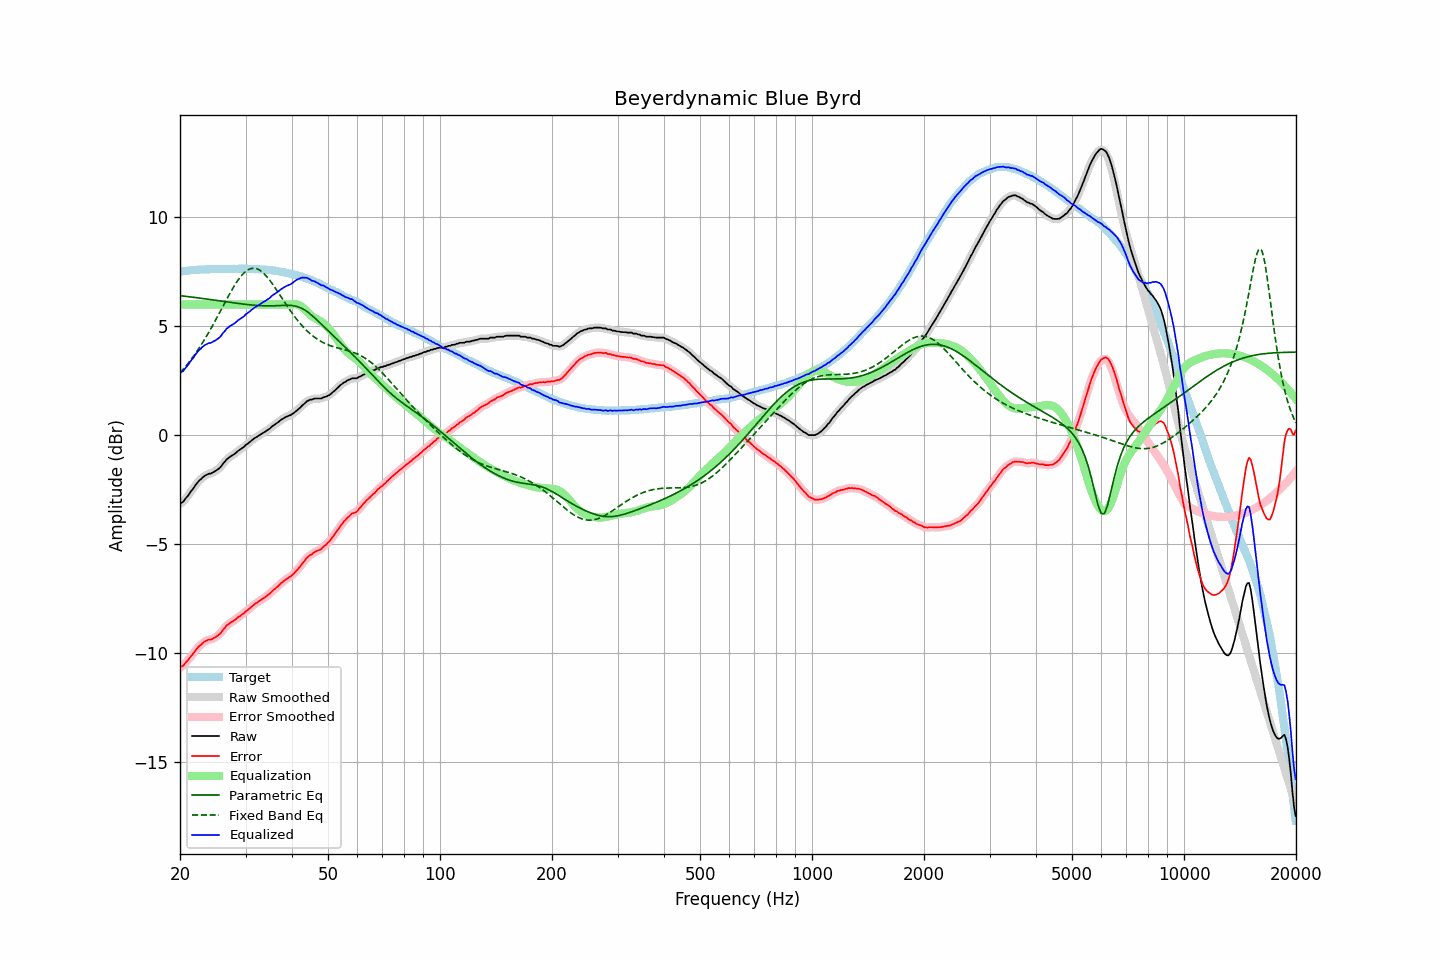 Beyerdynamic Blue Byrd
Amplitude (dBr)
10
5
0
−5
−10
−15
Target
Raw Smoothed
Error Smoothed
Raw
Error
Equalization
Parametric Eq
Fixed Band Eq
Equalized
20
50
100
200
500
1000
2000
5000
10000
20000
Frequency (Hz)